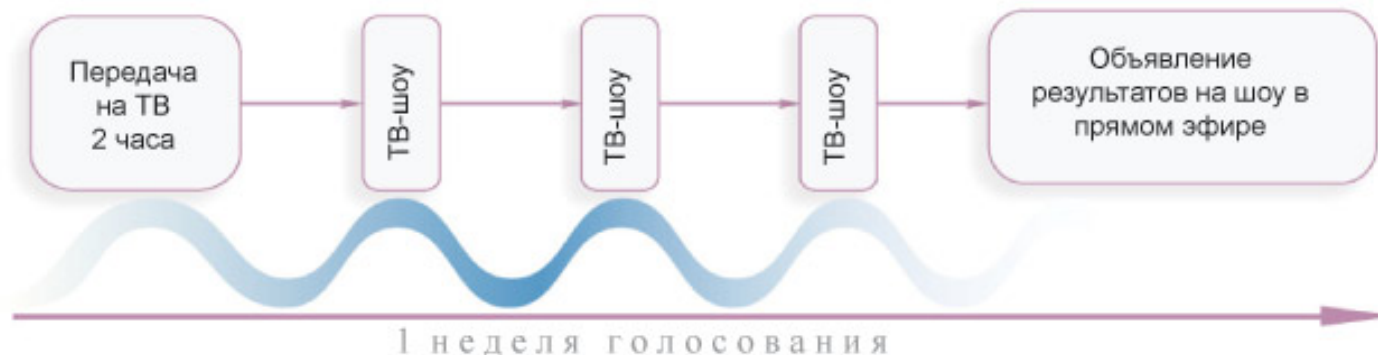 Передача
на ТВ
2 часа
ТВ-шоу
ТВ-шоу
ТВ-шоу
Объявление
результатов на шоу в
прямом эфире
1 неделя голосования